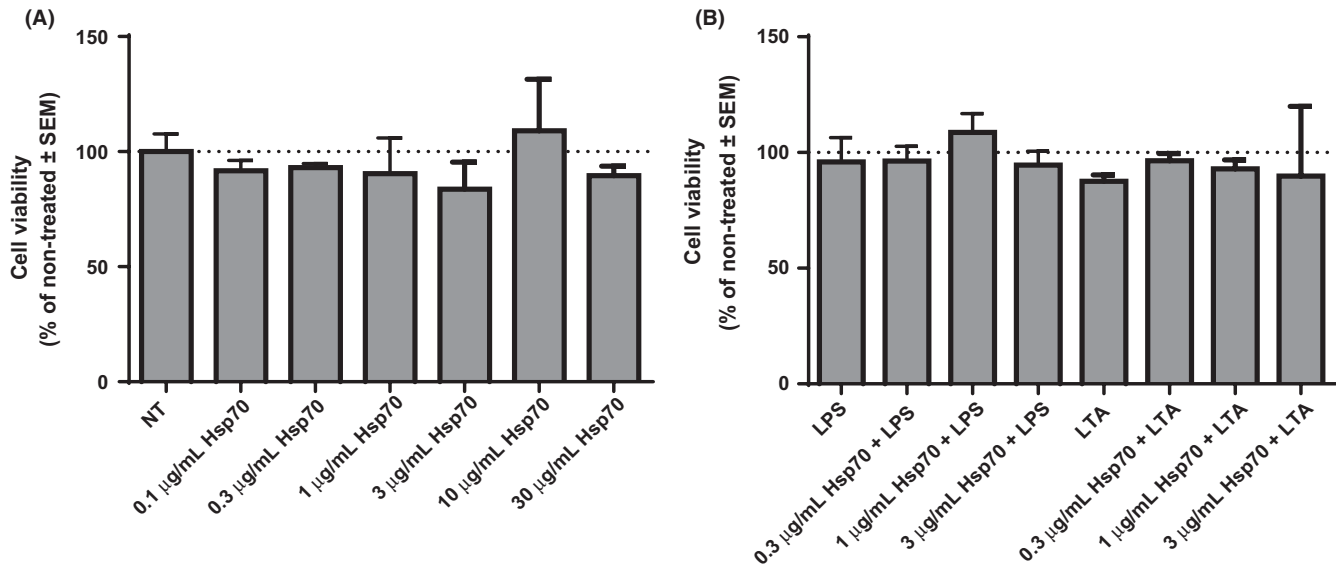 (A)
150
100
50
0
Cell viability
(% of non-treated ± SEM)
NT
0.1 µg/mL Hsp70
0.3 µg/mL Hsp70
1 µg/mL Hsp70
3 µg/mL Hsp70
10 µg/mL Hsp70
30 µg/mL Hsp70
(B)
150
100
50
0
Cell viability
(% of non-treated ± SEM)
LPS
0.3 µg/mL Hsp70 + LPS
1 µg/mL Hsp70 + LPS
3 µg/mL Hsp70 + LPS
LTA
0.3 µg/mL Hsp70 + LTA
1 µg/mL Hsp70 + LTA
3 µg/mL Hsp70 + LTA